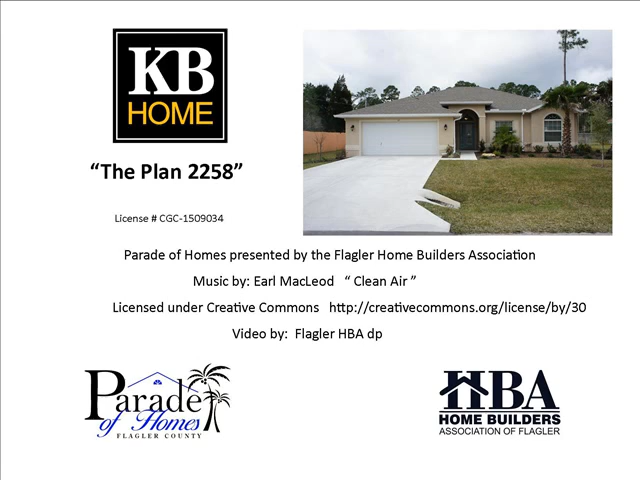 KB
HOME
“The Plan 2258”
License # CGC-1509034
Parade of Homes presented by the Flagler Home Builders Association
Music by: Earl MacLeod “ Clean Air ”
Licensed under Creative Commons http://creativecommons.org/license/by/30
Video by: Flagler HBA dp
Parade
of Homes
FLAGLER COUNTY
HBA
HOME BUILDERS
ASSOCIATION OF FLAGLER